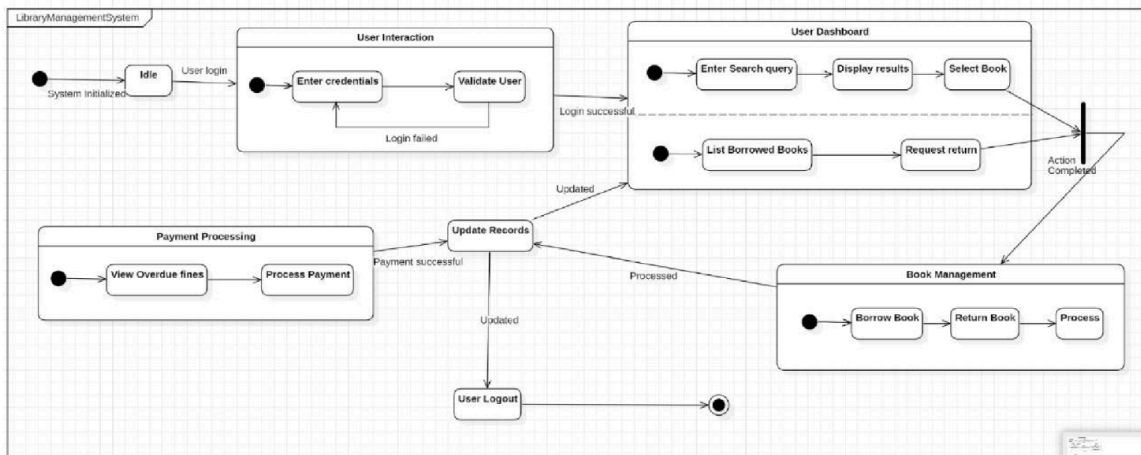 LibraryManagementSystem
User Interaction
User Dashboard
Idle
User login
System Initialized
Enter credentials
Validate User
Login failed
Login successful
Enter Search query
Display results
Select Book
List Borrowed Books
Request return
Action
Completed
Updated
Update Records
Payment Processing
View Overdue fines
Process Payment
Payment successful
Processed
Book Management
Borrow Book
Return Book
Process
Updated
User Logout